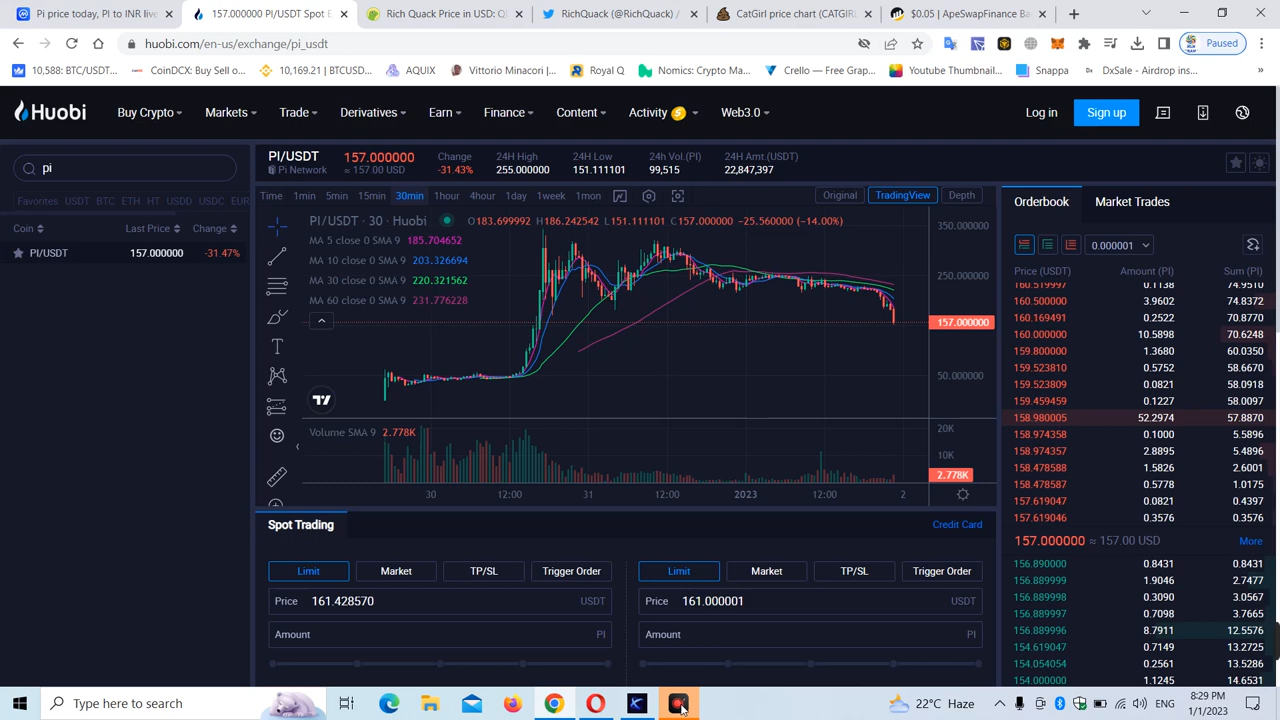 Pi price today, PI to INR live
157.000000 PI/USDT Spot E
Rich Quack Price in USD: Q
RichQuack (@RichQuack) /
CatGirl price chart (CATGIRL
$0.05 | ApeSwapFinance Ba
huobi.com/en-us/exchange/pi_usdt
Paused
10,588: BTC/USDT...
CoinDCX-Buy Sell o...
10,169.31 | BTCUSD...
AQUIX
Vittorio Minacori |...
Royal Q
Nomics: Crypto Ma...
Crello — Free Grap...
Youtube Thumbnail...
Snappa
DxSale - Airdrop ins...
Huobi
Buy Crypto
Markets
Trade
Derivatives
Earn
Finance
Content
Activity
Web3.0
Log in
Sign up
pi
Favorites USDT BTC ETH HT USDD USDC EUR
Coin Last Price Change
PI/USDT 157.000000 -31.47%
PI/USDT 157.000000 Change 24H High 24H Low 24h Vol.(PI) 24H Amt.(USDT)
Pi Network ≈ 157.00 USD -31.43% 255.000000 151.111101 99,515 22,847,397
Time 1min 5min 15min 30min 1hour 4hour 1day 1week 1mon Original TradingView Depth
PI/USDT · 30 · Huobi O183.699992 H186.242542 L151.111101 C157.000000 -25.560000 (-14.00%)
MA 5 close 0 SMA 9 185.704652
MA 10 close 0 SMA 9 203.326694
MA 30 close 0 SMA 9 220.321562
MA 60 close 0 SMA 9 231.776228
350.000000
250.000000
157.000000
50.000000
Volume SMA 9 2.778K
20K
10K
2.778K
30 12:00 31 12:00 2023 12:00 2
Spot Trading
Credit Card
Limit Market TP/SL Trigger Order
Price 161.428570 USDT
Amount PI
Limit Market TP/SL Trigger Order
Price 161.000001 USDT
Amount PI
Orderbook Market Trades
0.000001
Price (USDT) Amount (PI) Sum (PI)
160.519997 0.1138 74.9510
160.500000 3.9602 74.8372
160.169491 0.2522 70.8770
160.000000 10.5898 70.6248
159.800000 1.3680 60.0350
159.523810 0.5752 58.6670
159.523809 0.0821 58.0918
159.459459 0.1227 58.0097
158.980005 52.2974 57.8870
158.974358 0.1000 5.5896
158.974357 2.8895 5.4896
158.478588 1.5826 2.6001
158.478587 0.5778 1.0175
157.619047 0.0821 0.4397
157.619046 0.3576 0.3576
157.000000 ≈ 157.00 USD More
156.890000 0.8431 0.8431
156.889999 1.9046 2.7477
156.889998 0.3090 3.0567
156.889997 0.7098 3.7665
156.889996 8.7911 12.5576
154.619047 0.7149 13.2725
154.054054 0.2561 13.5286
154.000000 1.1245 14.6531
Type here to search
22°C Haze
ENG
8:29 PM
1/1/2023